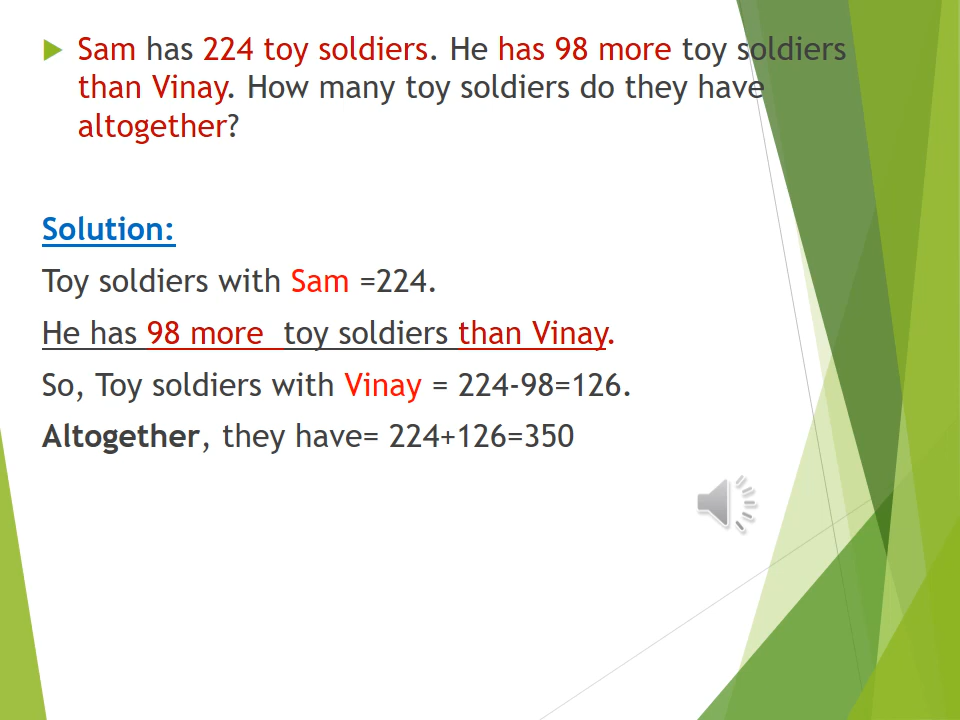 Sam has 224 toy soldiers. He has 98 more toy soldiers
than Vinay. How many toy soldiers do they have
altogether?
Solution:
Toy soldiers with Sam =224.
He has 98 more  toy soldiers than Vinay.
So, Toy soldiers with Vinay = 224-98=126.
Altogether, they have= 224+126=350